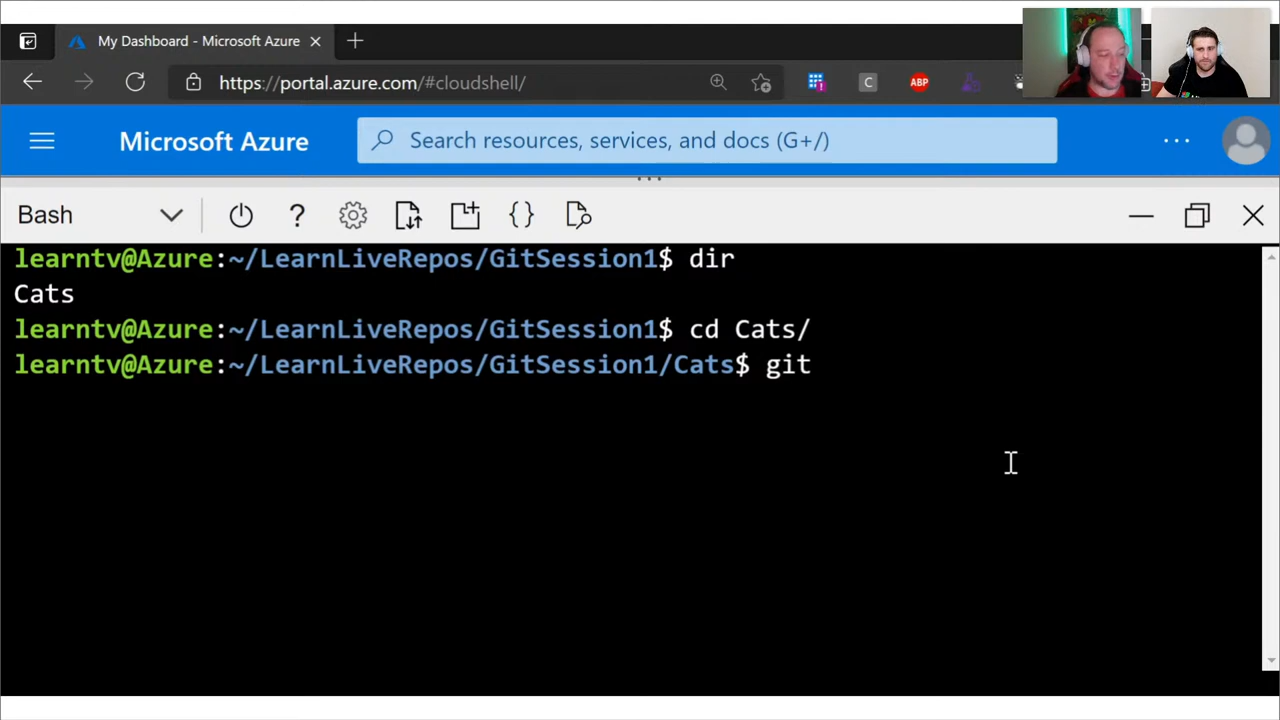 My Dashboard - Microsoft Azure
https://portal.azure.com/#cloudshell/
C
ABP
Microsoft Azure
Search resources, services, and docs (G+/)
Bash
learntv@Azure:~/LearnLiveRepos/GitSession1$ dir
Cats
learntv@Azure:~/LearnLiveRepos/GitSession1$ cd Cats/
learntv@Azure:~/LearnLiveRepos/GitSession1/Cats$ git